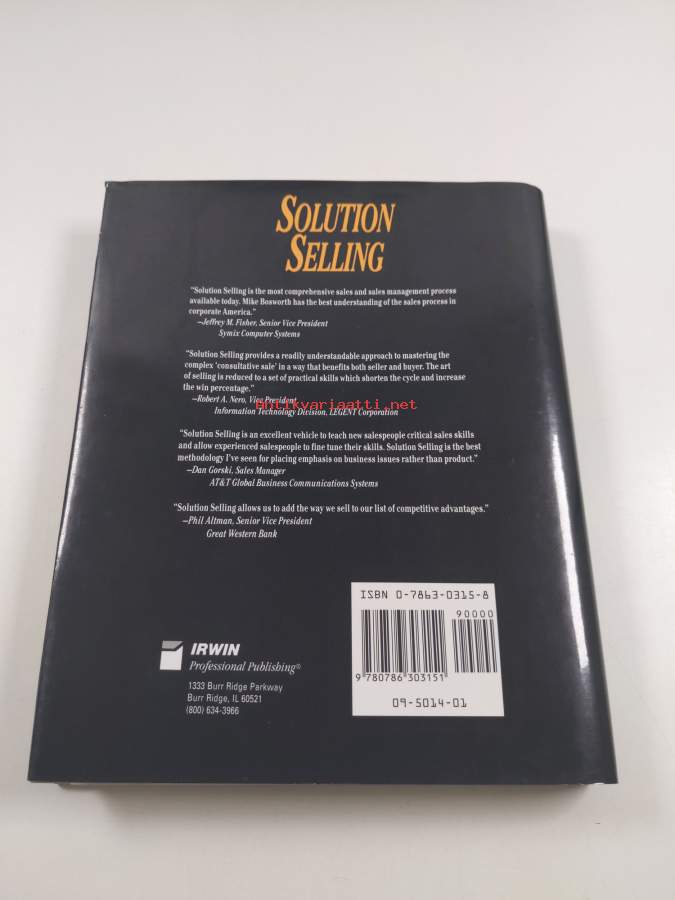 SOLUTION
SELLING
"Solution Selling is the most comprehensive sales and sales management process
available today. Mike Bosworth has the best understanding of the sales process in
corporate America."
—Jeffrey M. Fisher, Senior Vice President
Symix Computer Systems
"Solution Selling provides a readily understandable approach to mastering the
complex 'consultative sale' in a way that benefits both seller and buyer. The art
of selling is reduced to a set of practical skills which shorten the cycle and increase
the win percentage."
—Robert A. Nero, Vice President
antikvariaatti.net
Information Technology Division, LEGENT Corporation
"Solution Selling is an excellent vehicle to teach new salespeople critical sales skills
and allow experienced salespeople to fine tune their skills. Solution Selling is the best
methodology I've seen for placing emphasis on business issues rather than product."
—Dan Gorski, Sales Manager
AT&T Global Business Communications Systems
"Solution Selling allows us to add the way we sell to our list of competitive advantages."
—Phil Altman, Senior Vice President
Great Western Bank
IRWIN
Professional Publishing®
1333 Burr Ridge Parkway
Burr Ridge, IL 60521
(800) 634-3966
ISBN 0-7863-0315-8
90000
9 780786 303151
09-5014-01